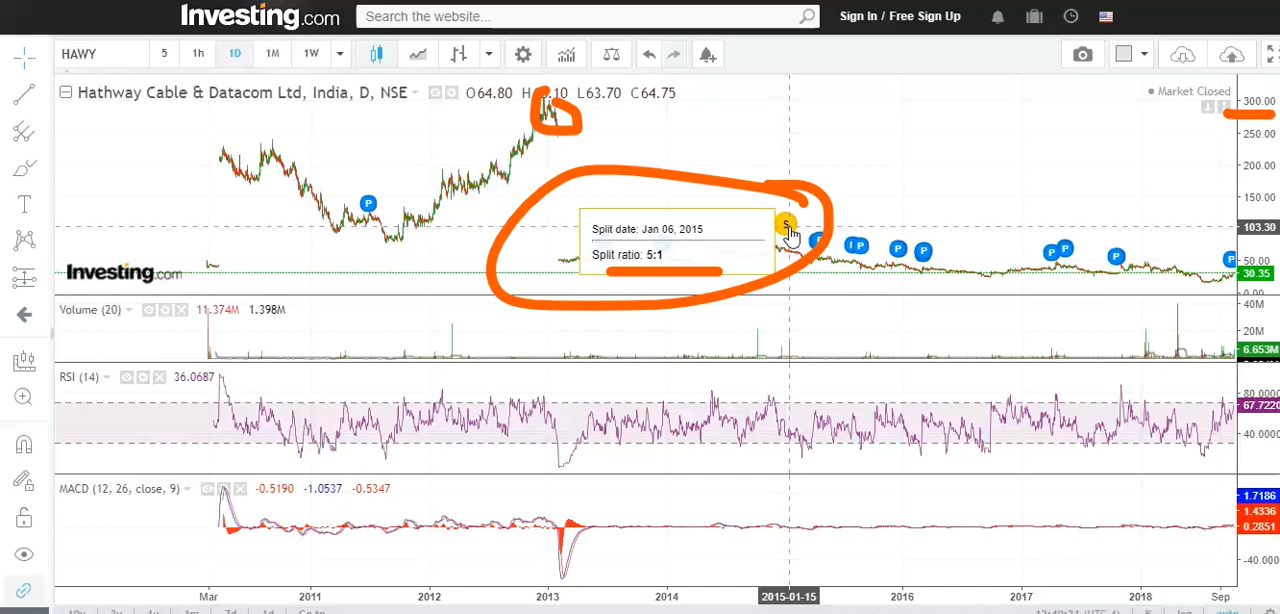 Investing.com
Search the website...
Sign In / Free Sign Up
HAWY
5
1h
1D
1M
1W
Hathway Cable & Datacom Ltd, India, D, NSE
O64.80
L63.70
C64.75
Market Closed
300.00
250.00
200.00
150.00
Split date: Jan 06, 2015
Split ratio: 5:1
S
P
P
P
P
P
P
P
P
P
103.30
50.00
30.35
0.00
Investing.com
Volume (20)
11.374M
1.398M
40M
20M
6.653M
RSI (14)
36.0687
80.0000
67.7220
40.0000
MACD (12, 26, close, 9)
-0.5190
-1.0537
-0.5347
1.7186
1.4336
0.2851
-40.0000
Mar
2011
2012
2013
2014
2015-01-15
2016
2017
2018
Sep